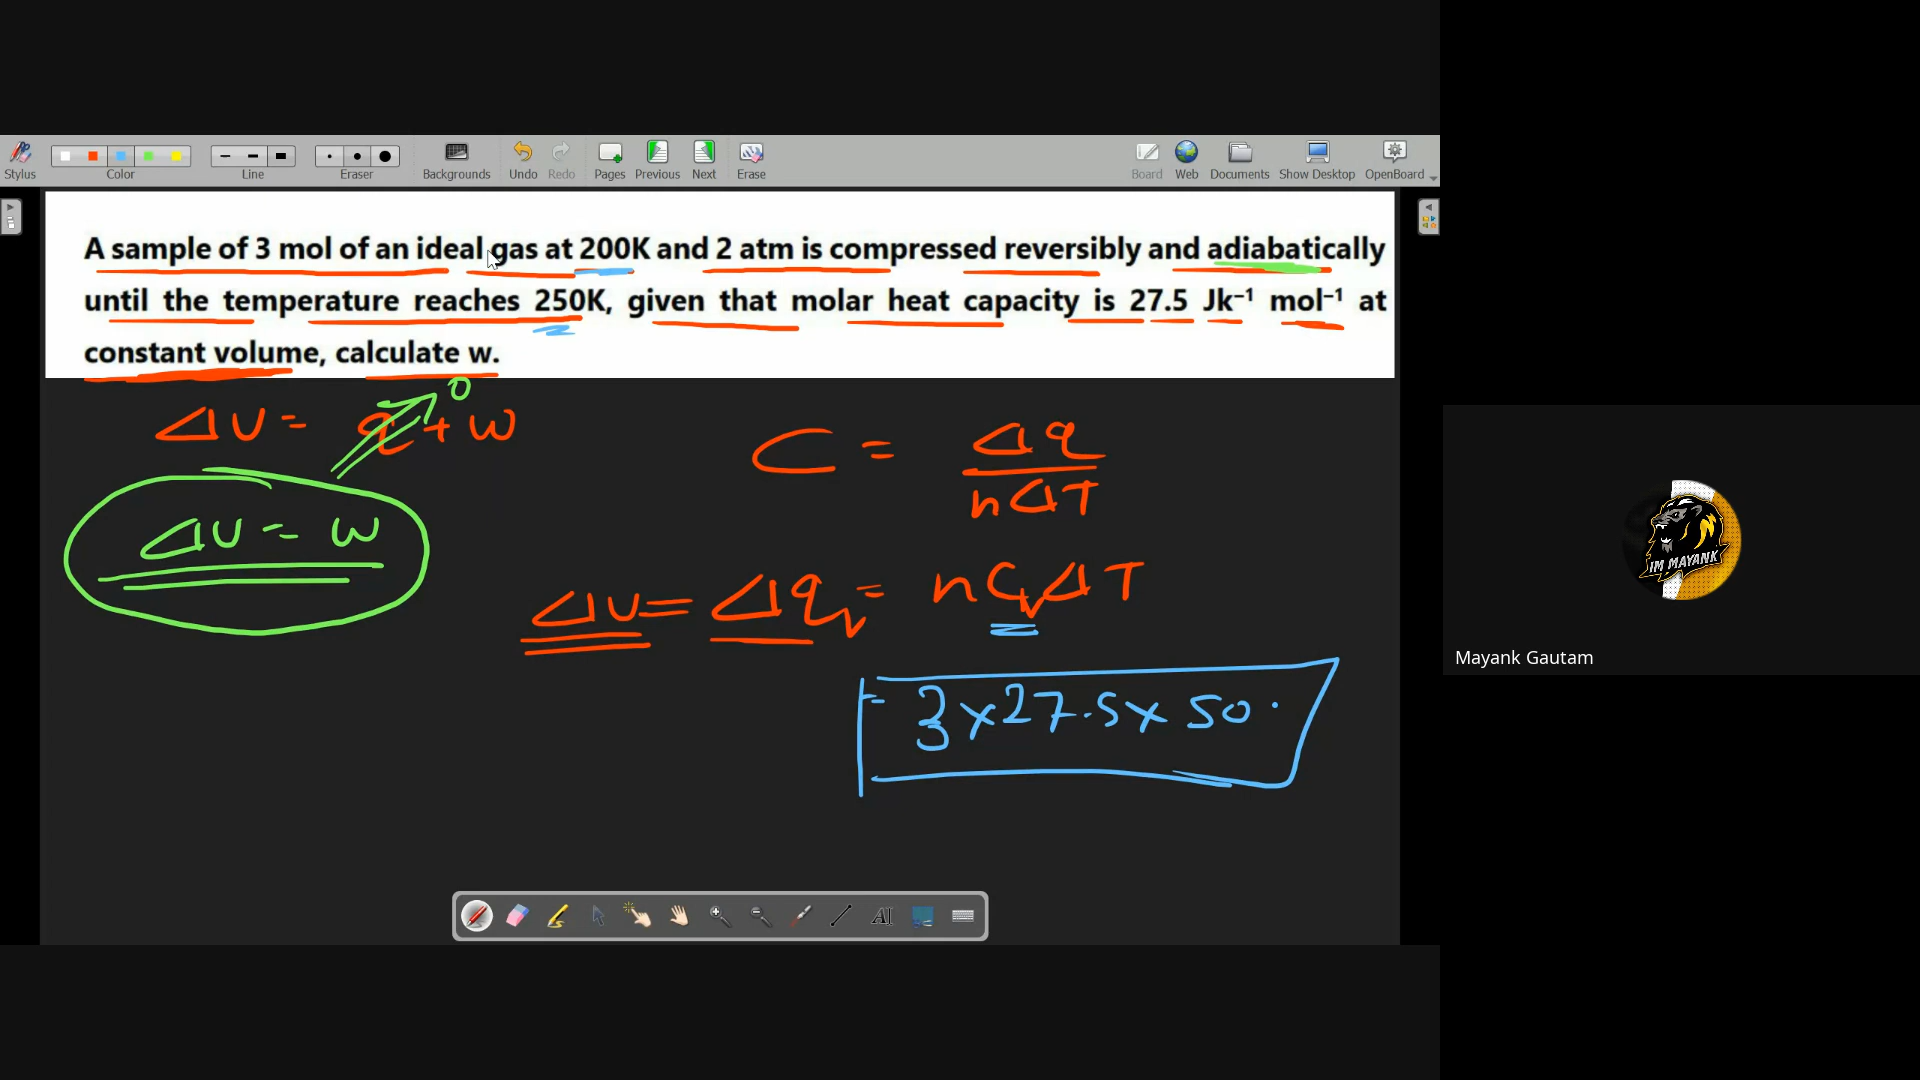 Stylus Color Line Eraser Backgrounds Undo Redo Pages Previous Next Erase Board Web Documents Show Desktop OpenBoard
A sample of 3 mol of an ideal gas at 200K and 2 atm is compressed reversibly and adiabatically
until the temperature reaches 250K, given that molar heat capacity is 27.5 Jk⁻¹ mol⁻¹ at
constant volume, calculate w.
ΔU = q + w
0
C = Δq / nΔT
ΔU = w
ΔU = Δqᵥ = nCᵥΔT
= 3 x 27.5 x 50.
IM MAYANK
Mayank Gautam
AI